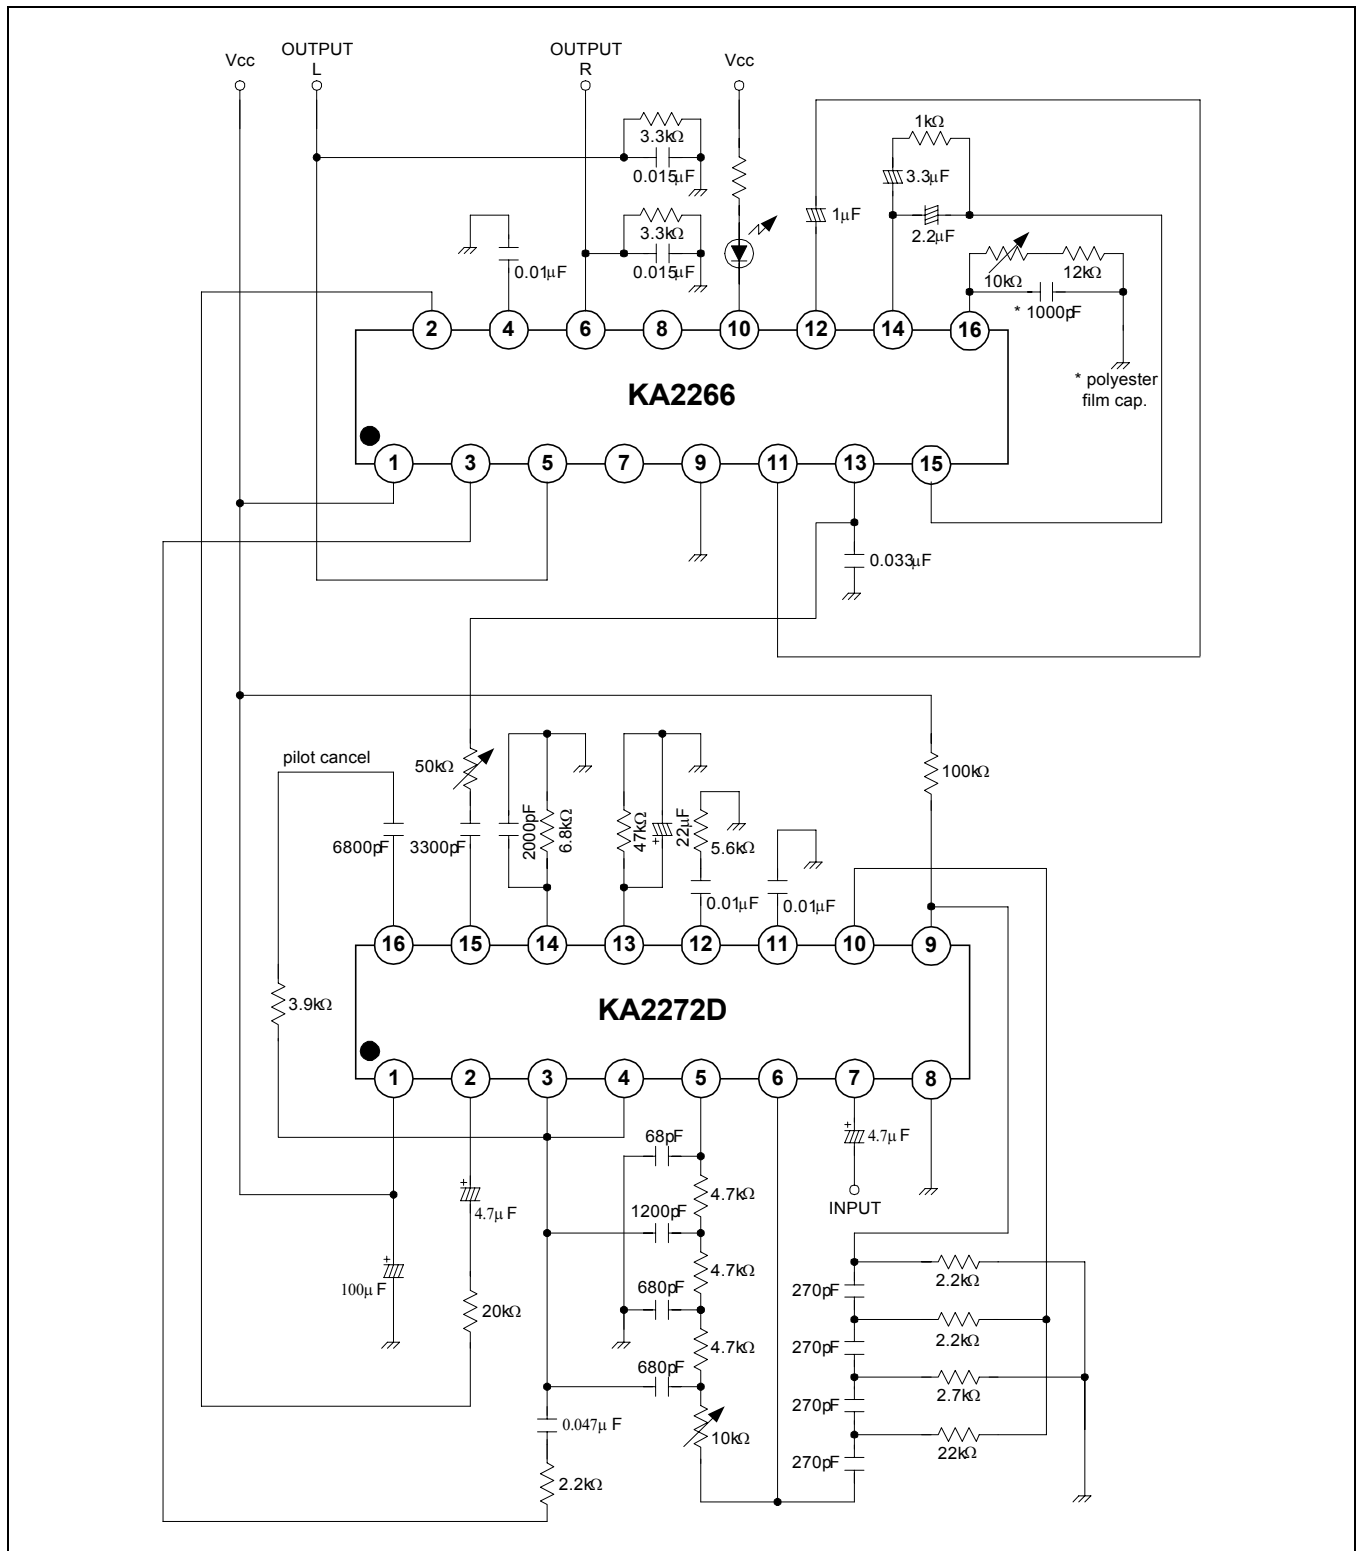 Vcc
OUTPUT
L
OUTPUT
R
Vcc
3.3kΩ
0.015µF
1kΩ
3.3µF
1µF
2.2µF
3.3kΩ
0.015µF
0.01µF
10kΩ
12kΩ
* 1000pF
2
4
6
8
10
12
14
16
* polyester
film cap.
KA2266
1
3
5
7
9
11
13
15
0.033µF
pilot cancel
50kΩ
100kΩ
6800pF
3300pF
2000pF
6.8kΩ
47kΩ
+
22µF
5.6kΩ
0.01µF
0.01µF
16
15
14
13
12
11
10
9
3.9kΩ
KA2272D
1
2
3
4
5
6
7
8
+
4.7µF
INPUT
68pF
4.7kΩ
+
4.7µF
1200pF
4.7kΩ
+
100µF
20kΩ
680pF
4.7kΩ
680pF
10kΩ
0.047µF
2.2kΩ
270pF
2.2kΩ
270pF
2.2kΩ
270pF
2.7kΩ
270pF
22kΩ